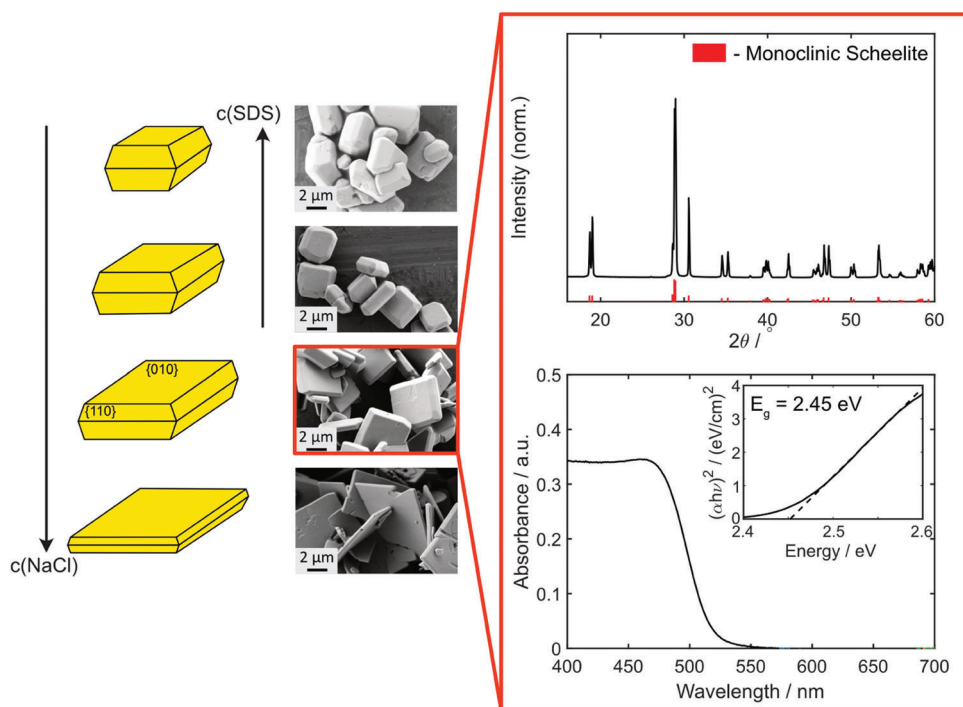 c(SDS)
{010}
{110}
c(NaCl)
2 μm
2 μm
2 μm
2 μm
- Monoclinic Scheelite
Intensity (norm.)
20 30 40 50 60
2θ / °
0.5
0.4
0.3
0.2
0.1
0
Absorbance / a.u.
400 450 500 550 600 650 700
Wavelength / nm
E_g = 2.45 eV
(αhν)² / (eV/cm)²
4
3
2
1
0
2.4 2.5 2.6
Energy / eV